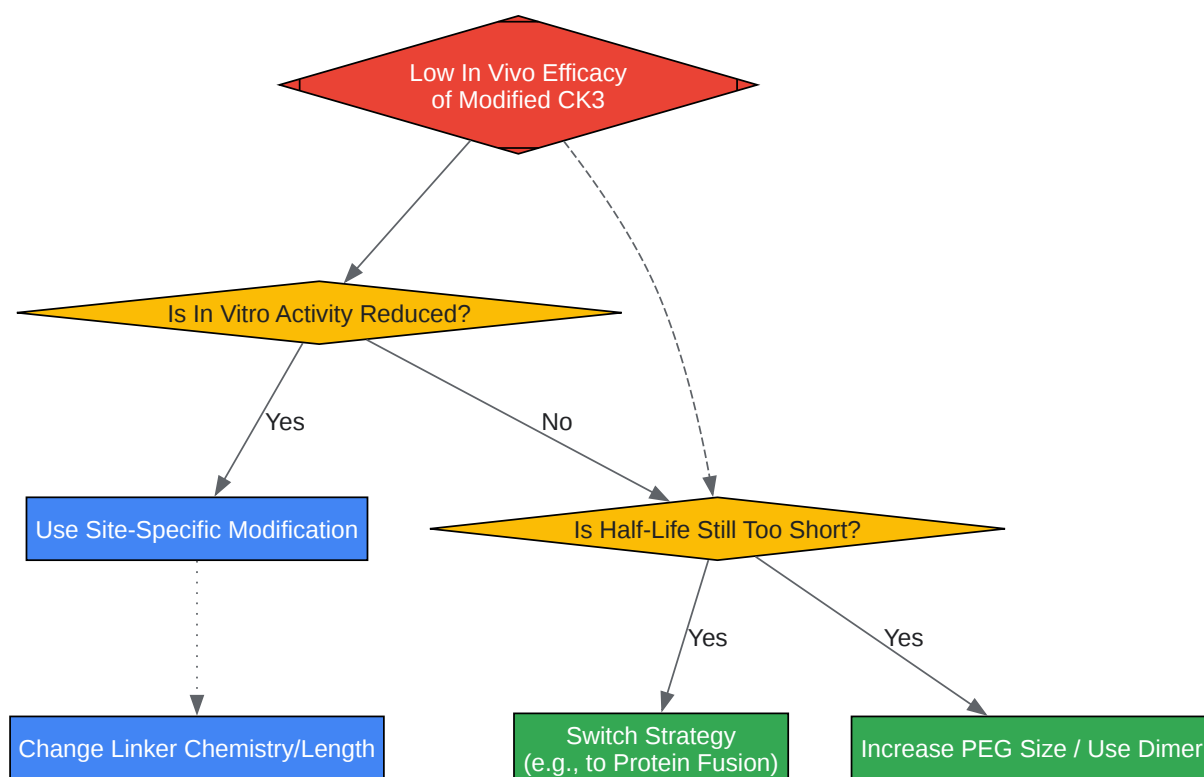 Low In Vivo Efficacy
of Modified CK3
Is In Vitro Activity Reduced?
Yes
No
Use Site-Specific Modification
Is Half-Life Still Too Short?
Yes
Yes
Change Linker Chemistry/Length
Switch Strategy
(e.g., to Protein Fusion)
Increase PEG Size / Use Dimer